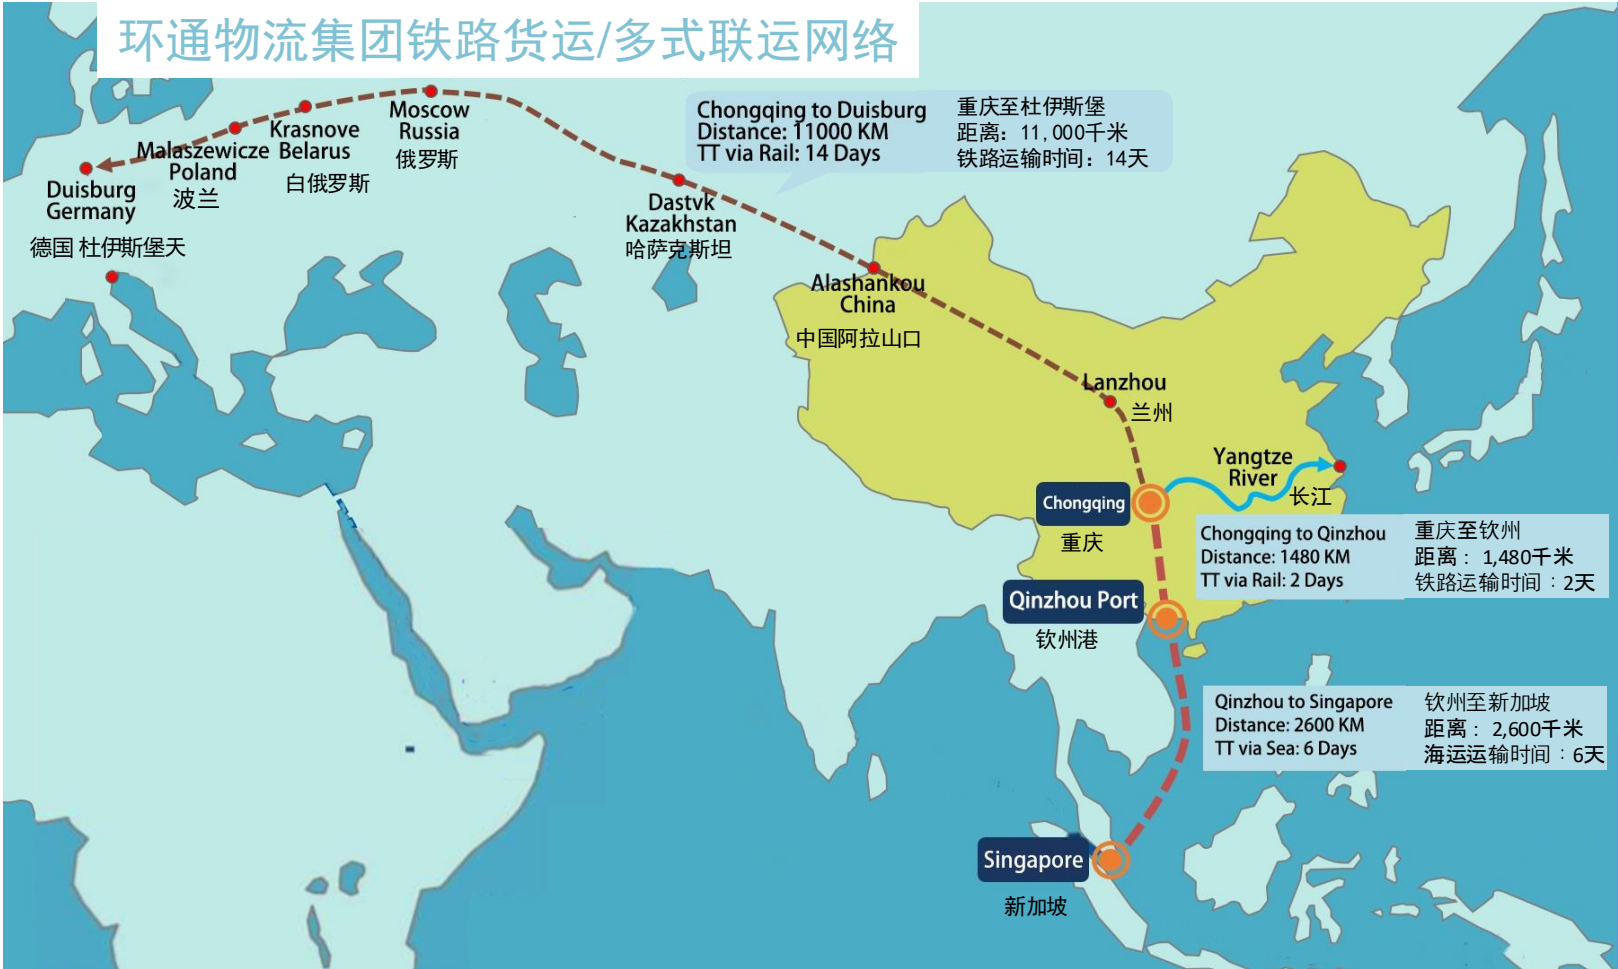 环通物流集团铁路货运/多式联运网络
Chongqing to Duisburg
Distance: 11000 KM
TT via Rail: 14 Days
重庆至杜伊斯堡
距离：11,000千米
铁路运输时间：14天
Moscow
Russia
俄罗斯
Krasnove
Belarus
白俄罗斯
Malaszewicze
Poland
波兰
Duisburg
Germany
德国 杜伊斯堡天
Dastvk
Kazakhstan
哈萨克斯坦
Alashankou
China
中国阿拉山口
Lanzhou
兰州
Yangtze
River
长江
Chongqing
重庆
Chongqing to Qinzhou
Distance: 1480 KM
TT via Rail: 2 Days
重庆至钦州
距离：1,480千米
铁路运输时间：2天
Qinzhou Port
钦州港
Qinzhou to Singapore
Distance: 2600 KM
TT via Sea: 6 Days
钦州至新加坡
距离：2,600千米
海运运输时间：6天
Singapore
新加坡